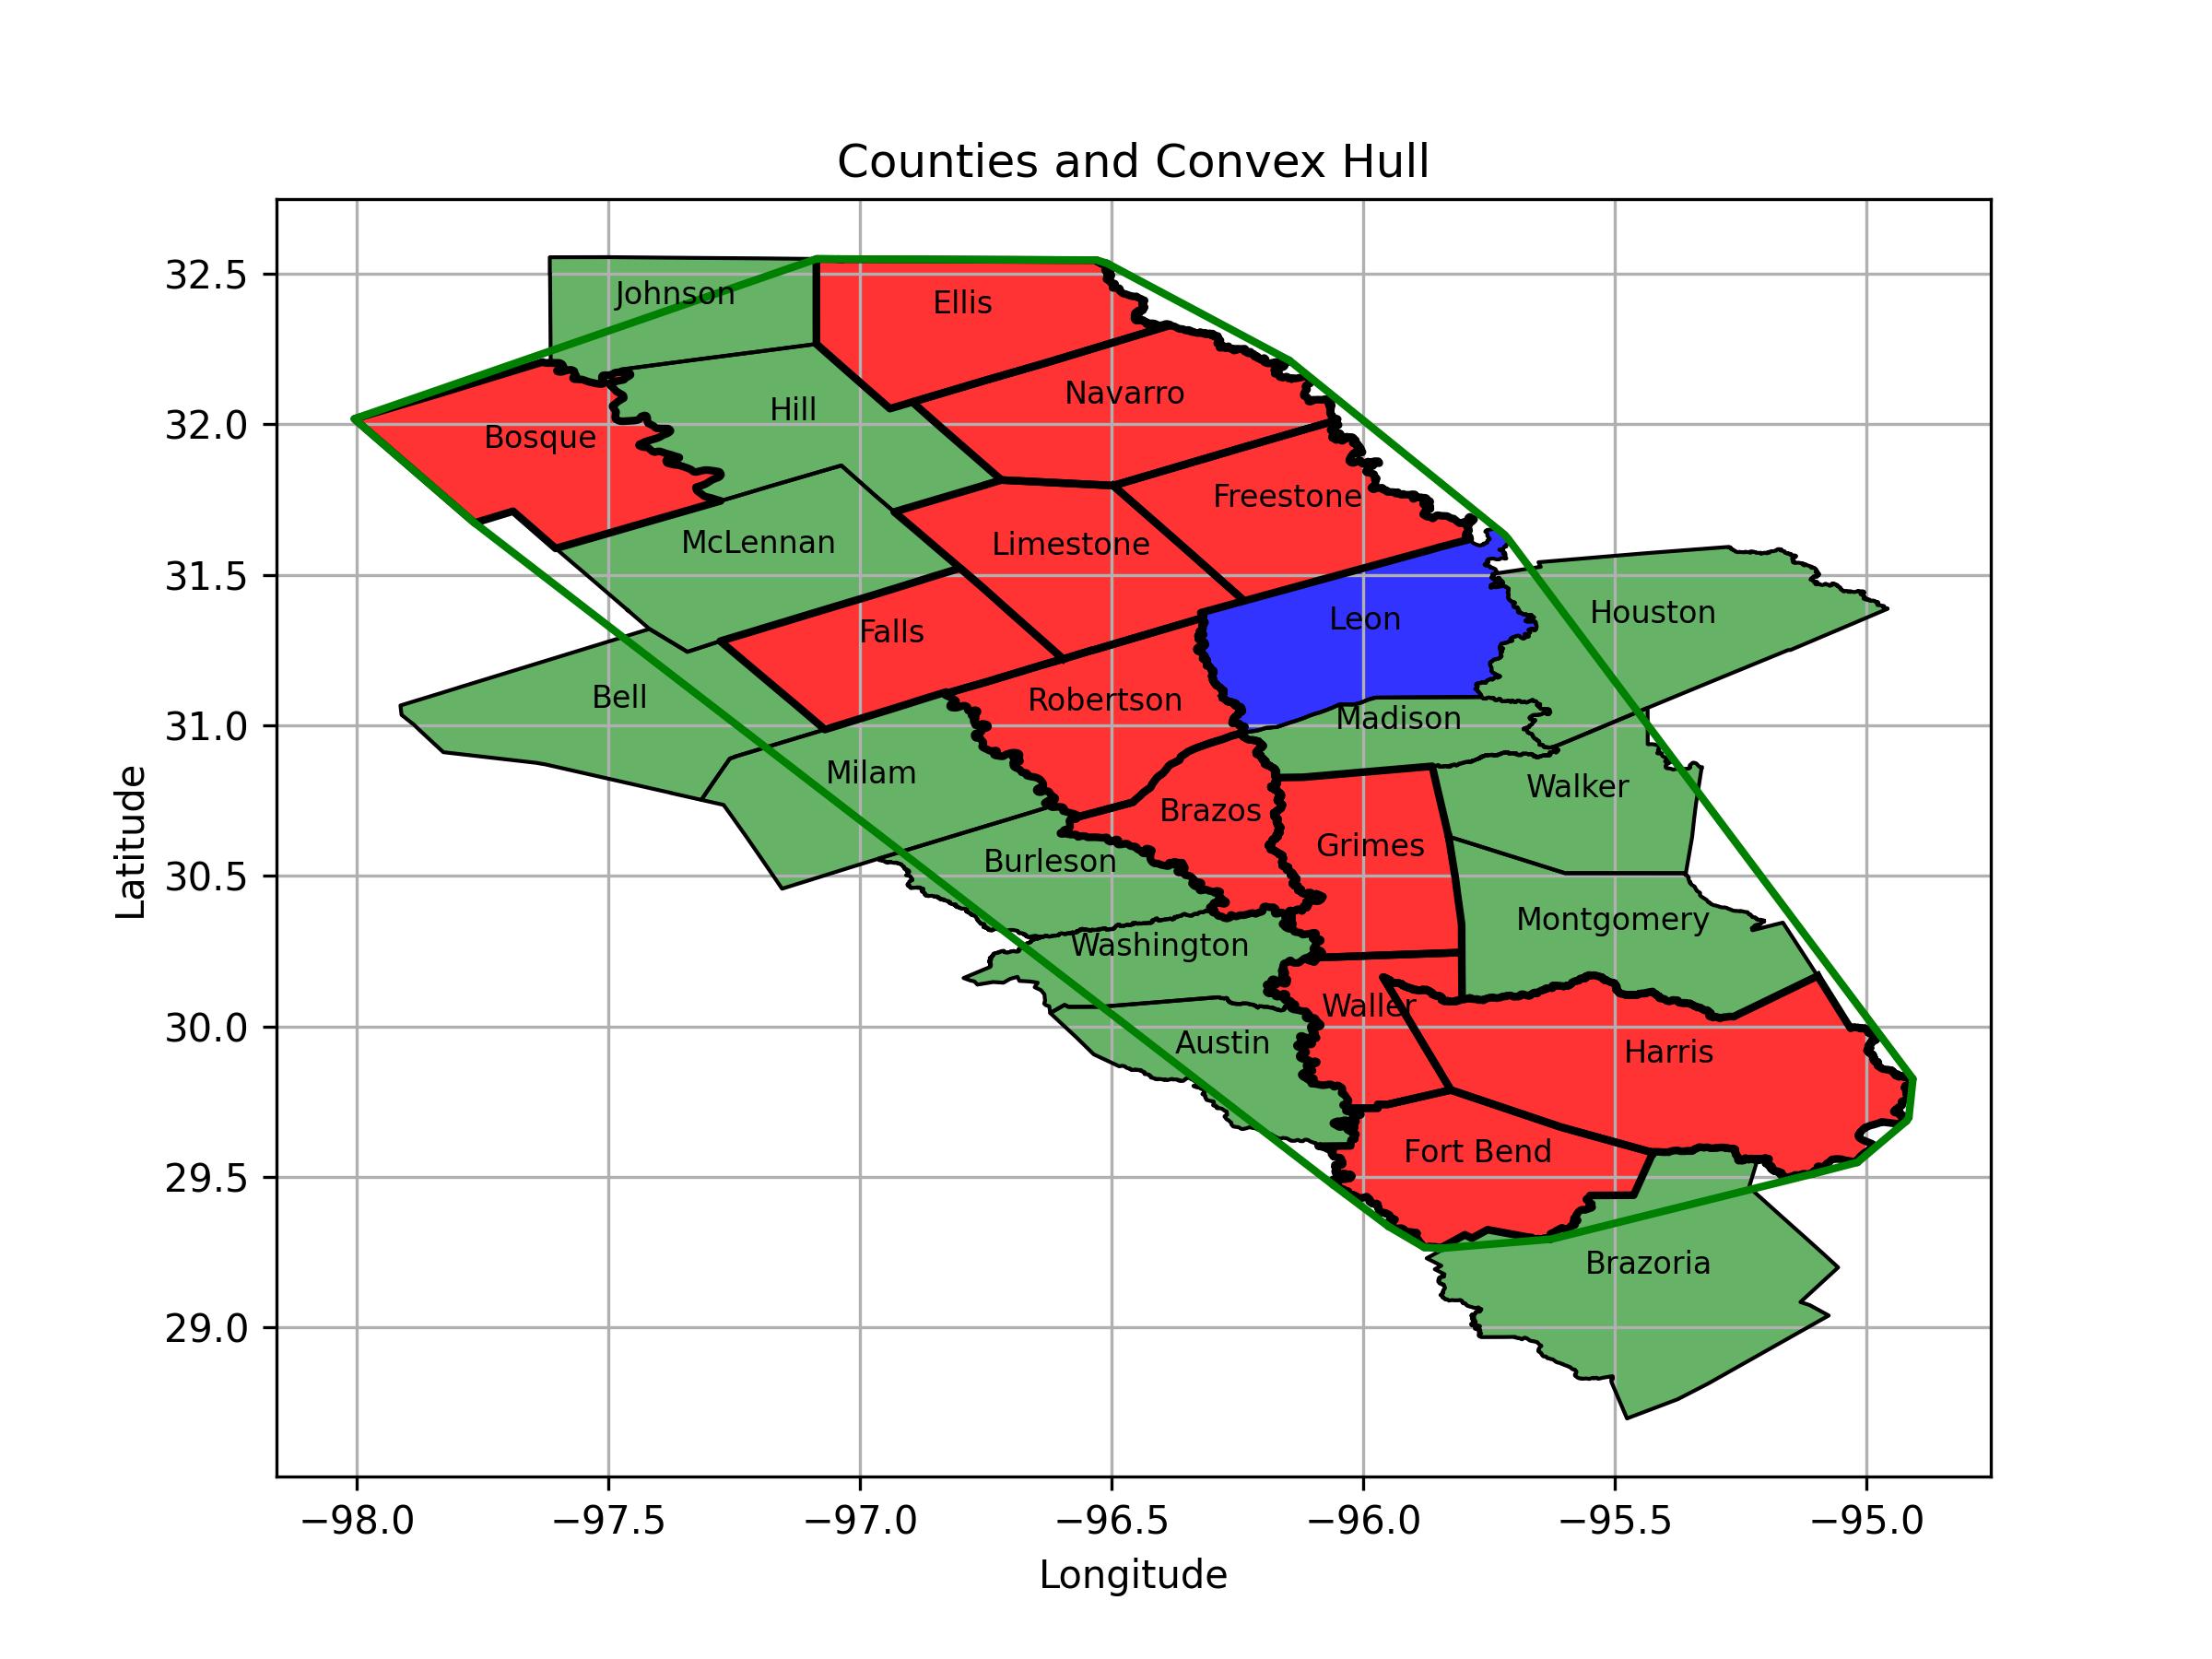 Counties and Convex Hull
32.5
32.0
31.5
31.0
30.5
30.0
29.5
29.0
Latitude
Johnson
Ellis
Navarro
Hill
Bosque
Freestone
McLennan
Limestone
Houston
Leon
Falls
Bell
Robertson
Madison
Milam
Walker
Brazos
Grimes
Burleson
Montgomery
Washington
Waller
Austin
Harris
Fort Bend
Brazoria
−98.0
−97.5
−97.0
−96.5
−96.0
−95.5
−95.0
Longitude